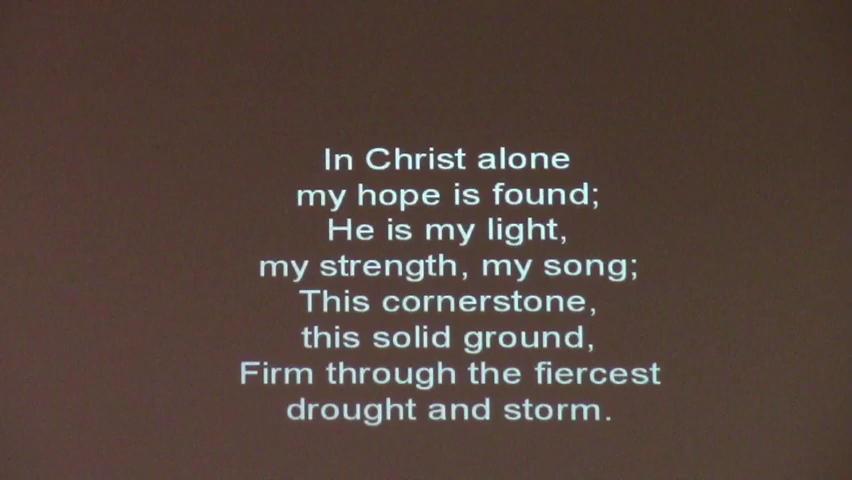 In Christ alone
my hope is found;
He is my light,
my strength, my song;
This cornerstone,
this solid ground,
Firm through the fiercest
drought and storm.